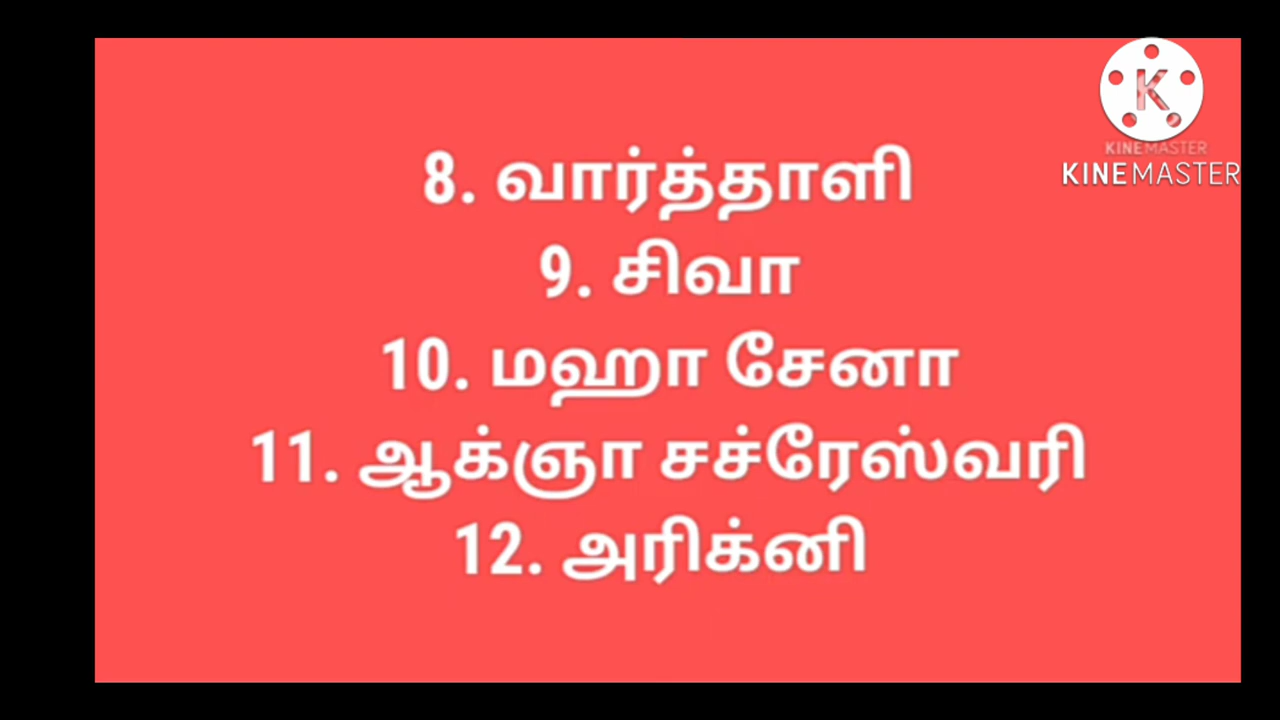 KINEMASTER
KINEMASTER
8. வார்த்தாளி
9. சிவா
10. மஹா சேனா
11. ஆக்ஞா சச்ரேஸ்வரி
12. அரிக்னி